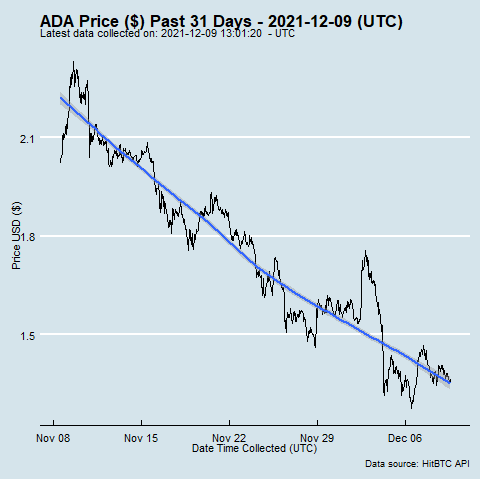 ADA Price ($) Past 31 Days - 2021-12-09 (UTC)
Latest data collected on: 2021-12-09 13:01:20 - UTC
2.1
1.8
1.5
Price USD ($)
Nov 08 Nov 15 Nov 22 Nov 29 Dec 06
Date Time Collected (UTC)
Data source: HitBTC API